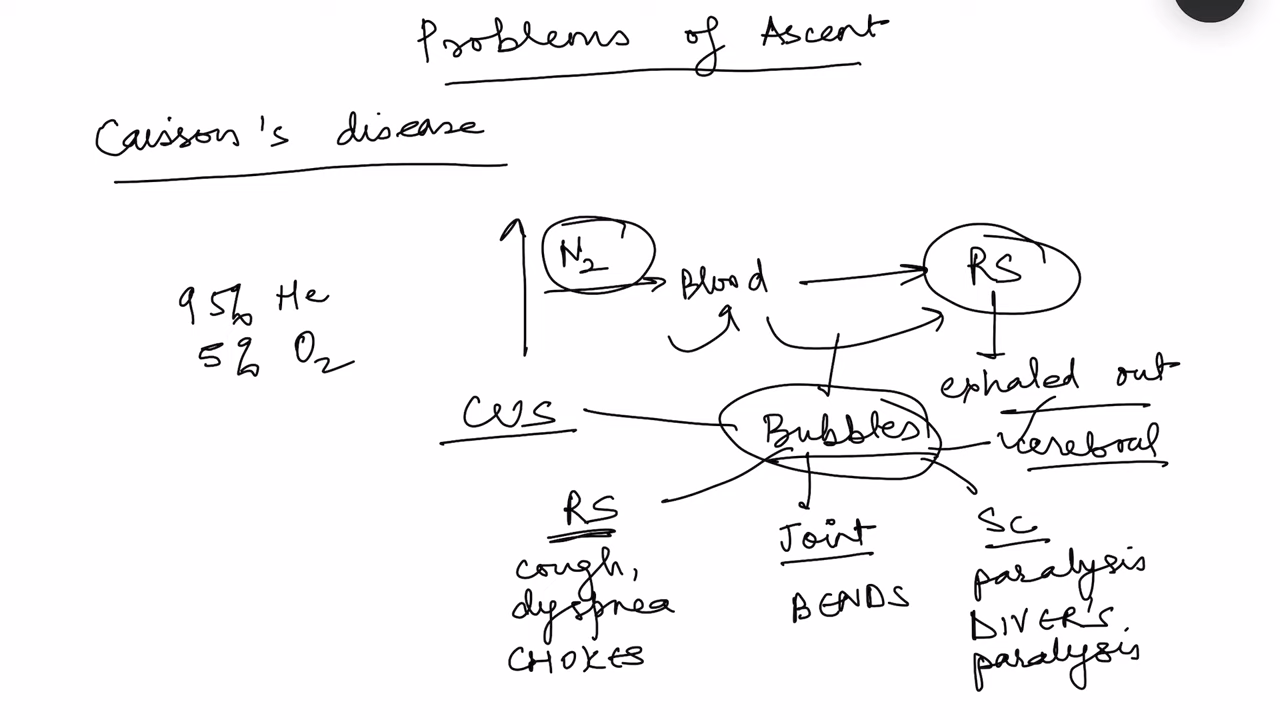 Problems of Ascent
Caisson's disease
N2
Blood
RS
95% He
5% O2
exhaled out
CVS
Bubbles
cerebral
RS
Joint
SC
cough,
dyspnea
CHOKES
BENDS
paralysis
DIVER'S
paralysis